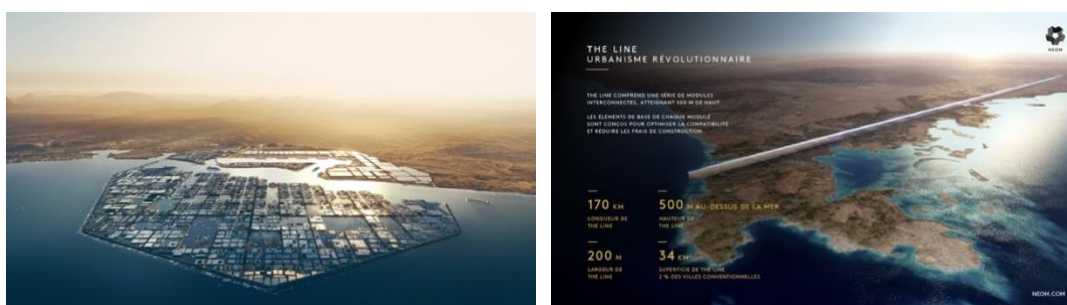 THE LINE
URBANISME RÉVOLUTIONNAIRE
THE LINE COMPREND UNE SÉRIE DE MODULES
INTERCONNECTÉS, ATTEIGNANT 500 M DE HAUT.
LES ÉLÉMENTS DE BASE DE CHAQUE MODULE
SONT CONÇUS POUR OPTIMISER LA COMPATIBILITÉ
ET RÉDUIRE LES FRAIS DE CONSTRUCTION
170 KM
LONGUEUR DE
THE LINE
500 M AU-DESSUS DE LA MER
HAUTEUR DE
THE LINE
200 M
LARGEUR DE
THE LINE
34 KM²
SUPERFICIE DE THE LINE
2 % DES VILLES CONVENTIONNELLES
NEOM
NEOM.COM